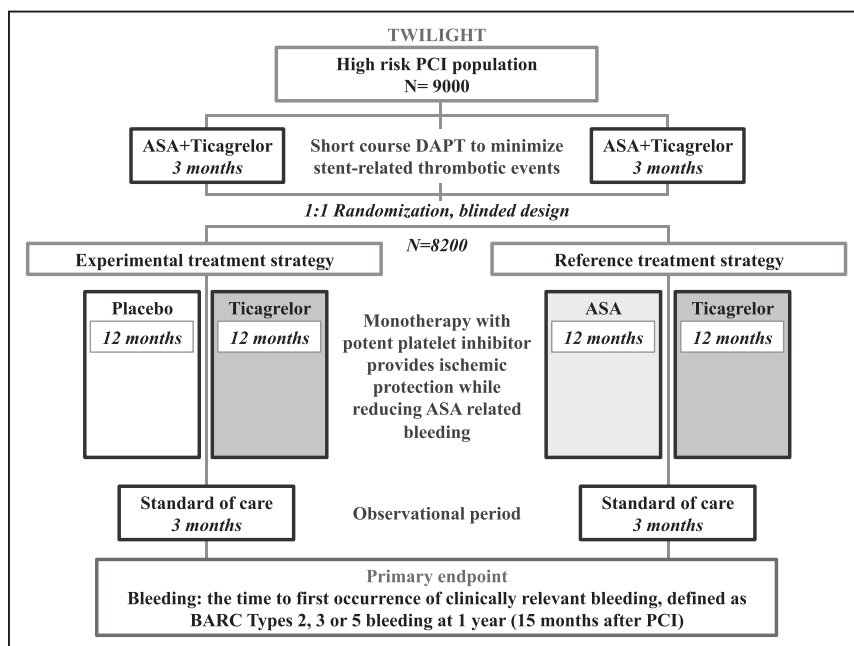 TWILIGHT
High risk PCI population
N= 9000
ASA+Ticagrelor
3 months
Short course DAPT to minimize
stent-related thrombotic events
ASA+Ticagrelor
3 months
1:1 Randomization, blinded design
N=8200
Experimental treatment strategy
Reference treatment strategy
Placebo
12 months
Ticagrelor
12 months
Monotherapy with
potent platelet inhibitor
provides ischemic
protection while
reducing ASA related
bleeding
ASA
12 months
Ticagrelor
12 months
Standard of care
3 months
Observational period
Standard of care
3 months
Primary endpoint
Bleeding: the time to first occurrence of clinically relevant bleeding, defined as
BARC Types 2, 3 or 5 bleeding at 1 year (15 months after PCI)